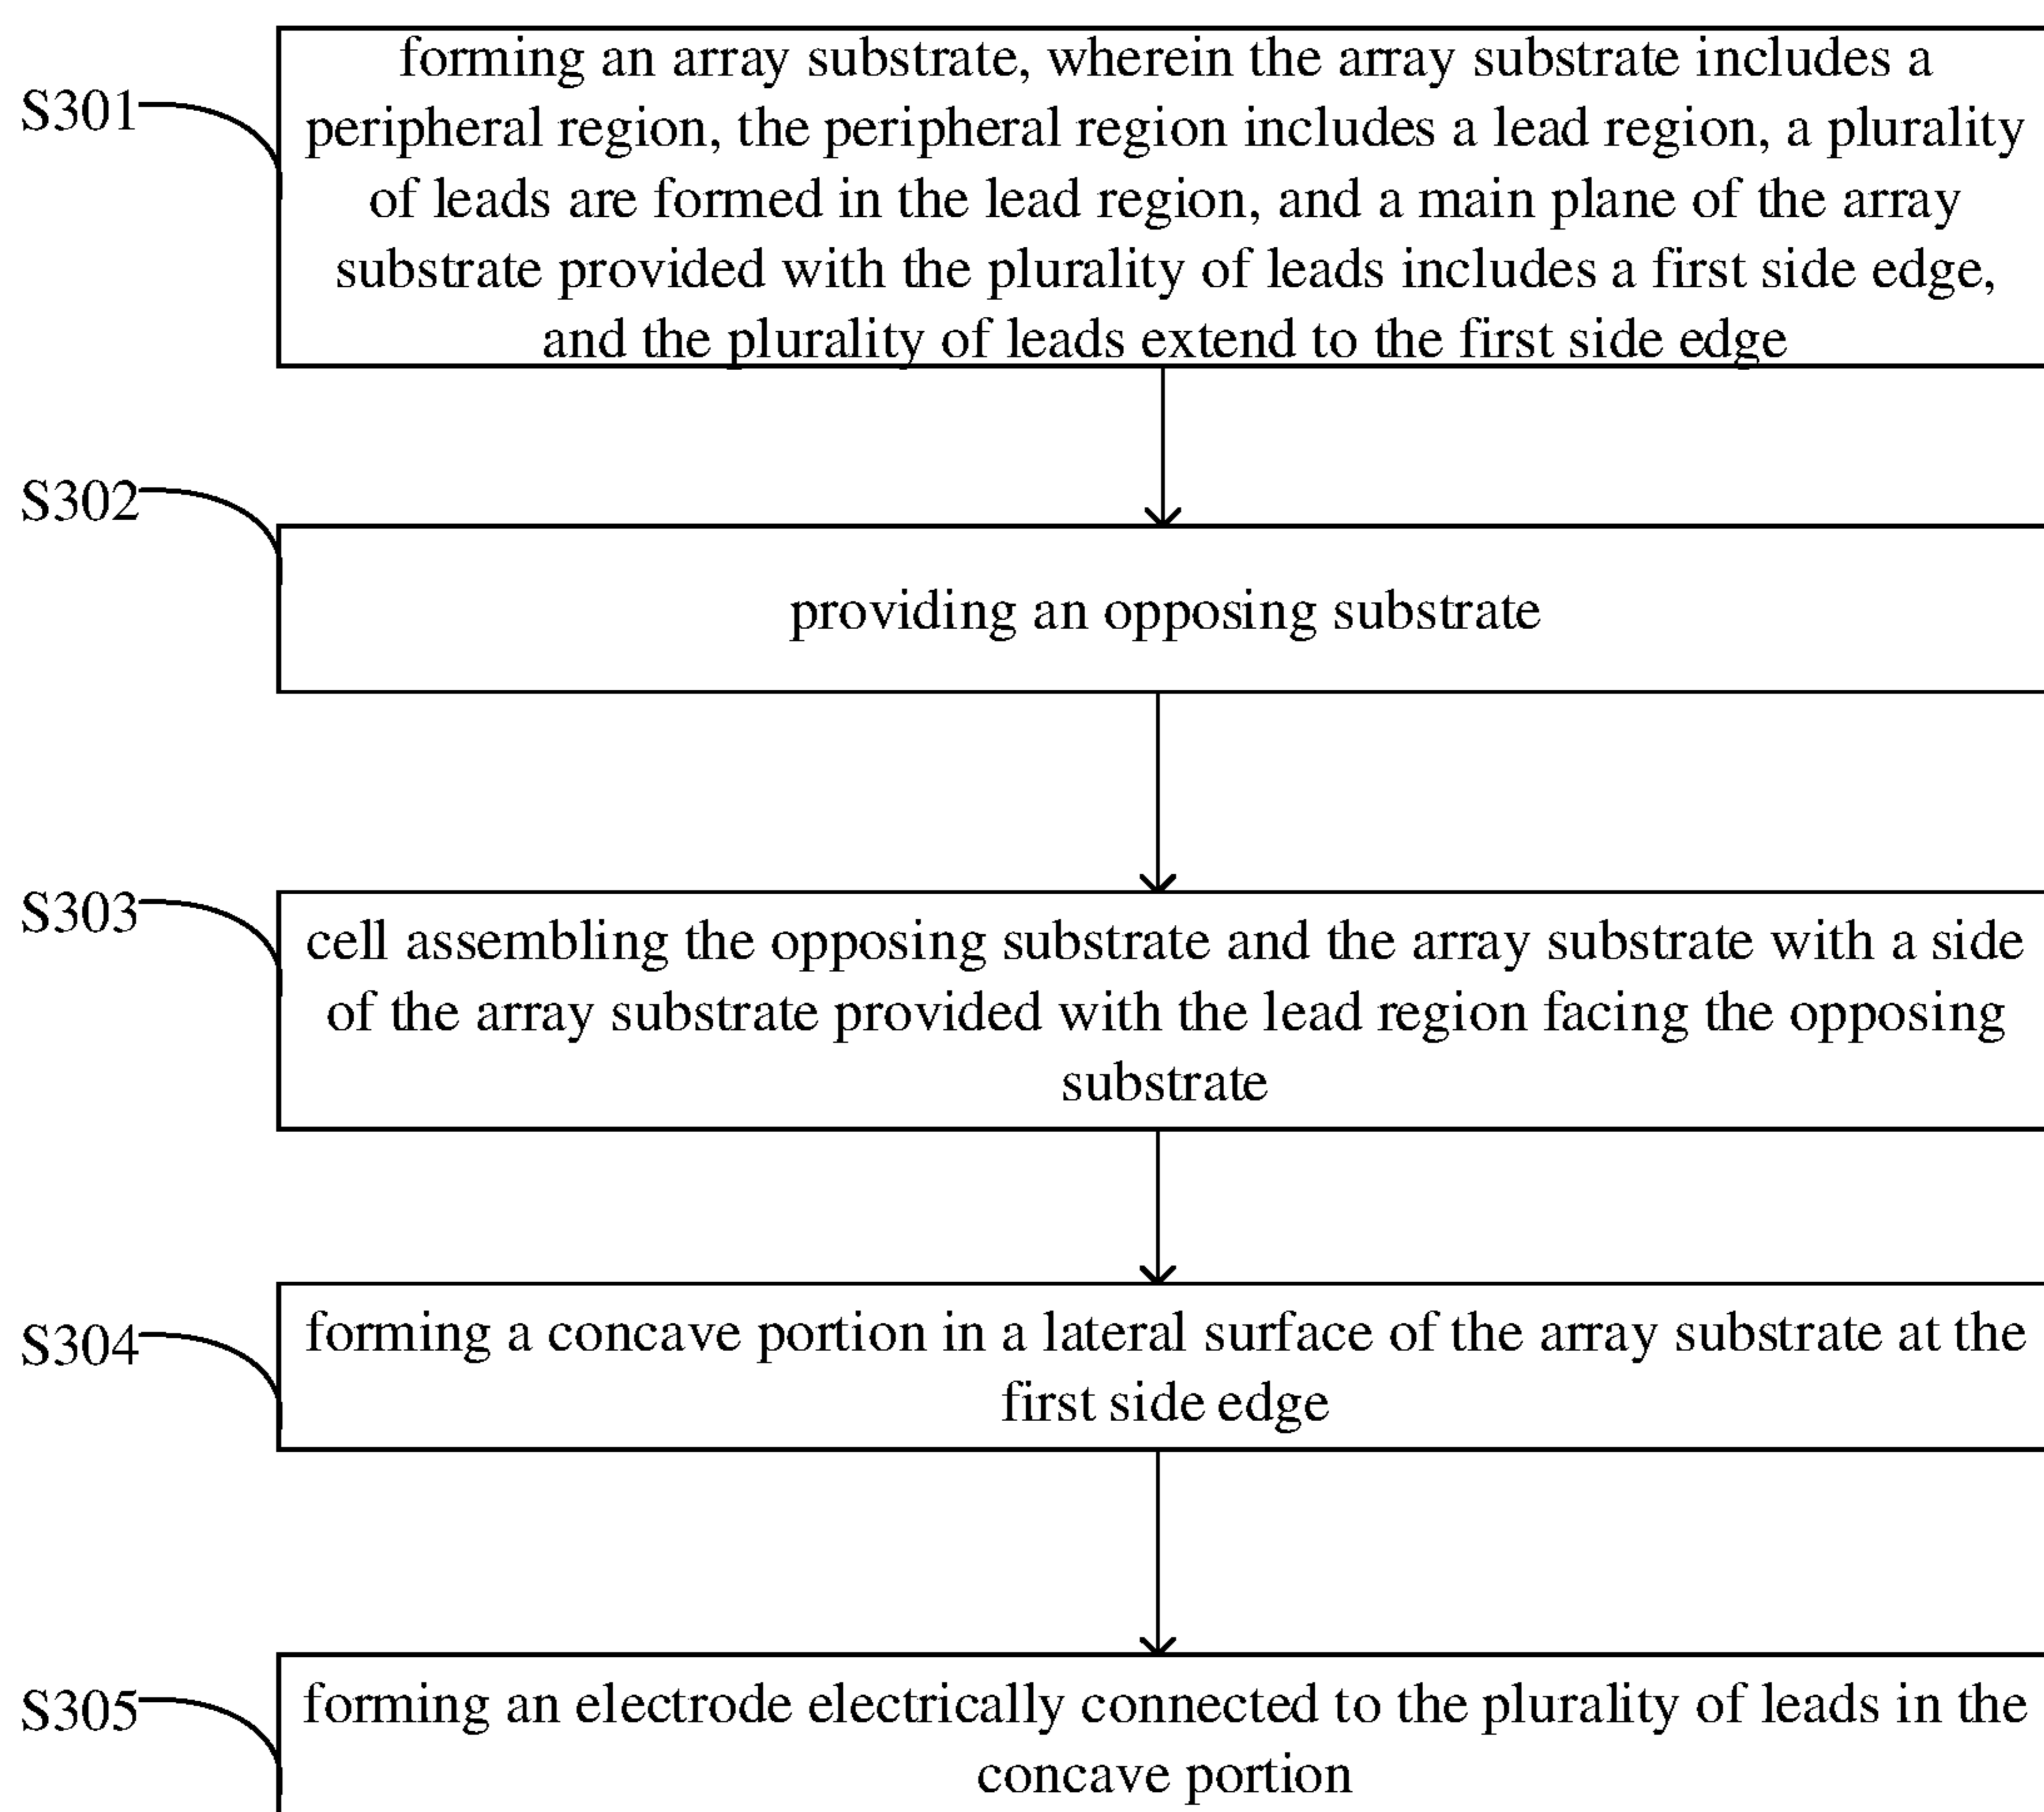 S301
forming an array substrate, wherein the array substrate includes a
peripheral region, the peripheral region includes a lead region, a plurality
of leads are formed in the lead region, and a main plane of the array
substrate provided with the plurality of leads includes a first side edge,
and the plurality of leads extend to the first side edge
S302
providing an opposing substrate
S303
cell assembling the opposing substrate and the array substrate with a side
of the array substrate provided with the lead region facing the opposing
substrate
S304
forming a concave portion in a lateral surface of the array substrate at the
first side edge
S305
forming an electrode electrically connected to the plurality of leads in the
concave portion